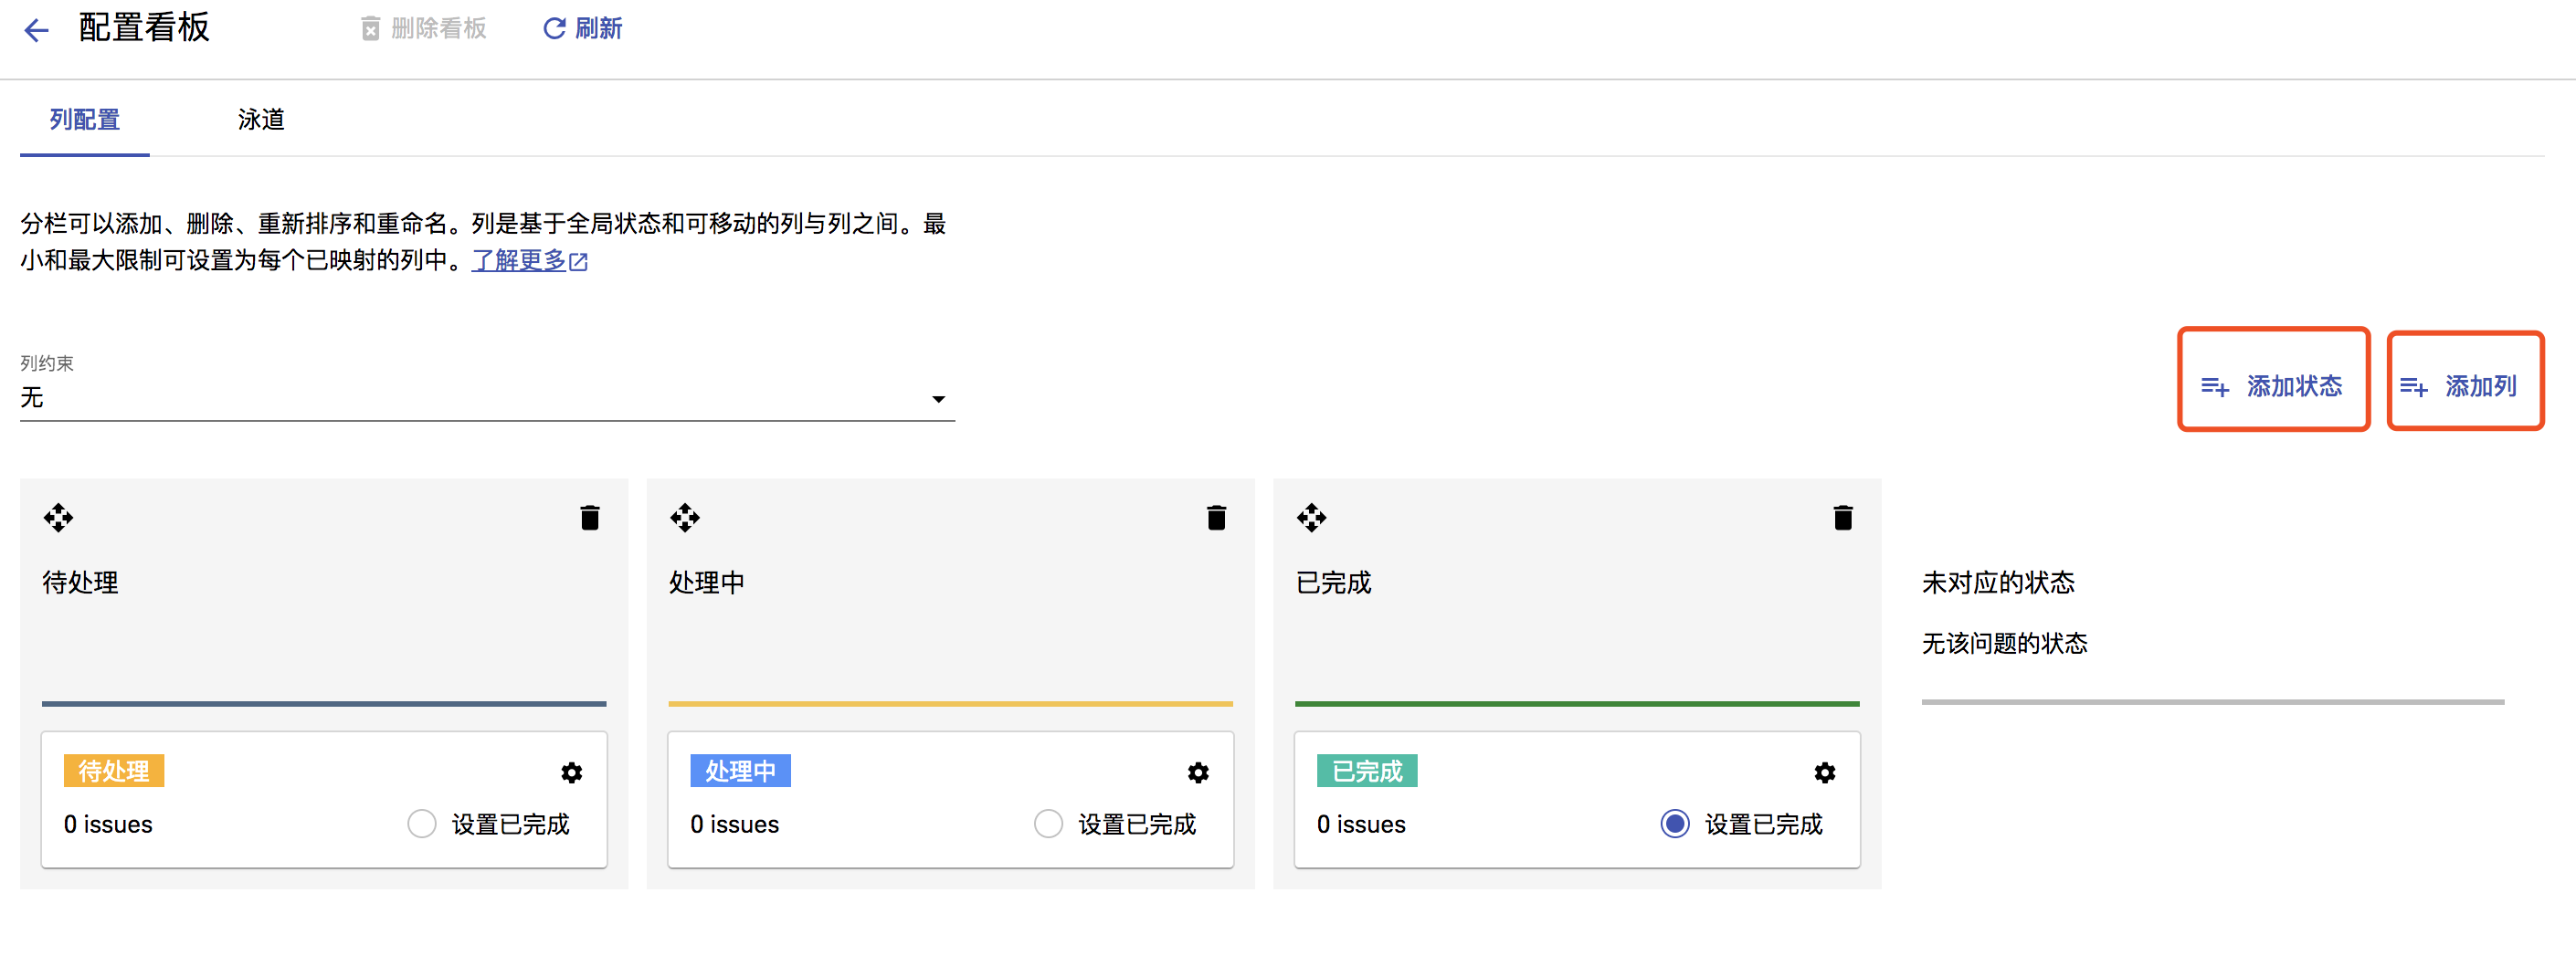 配置看板
删除看板
刷新
列配置
泳道
分栏可以添加、删除、重新排序和重命名。列是基于全局状态和可移动的列与列之间。最
小和最大限制可设置为每个已映射的列中。了解更多
列约束
无
添加状态
添加列
待处理
处理中
已完成
未对应的状态
无该问题的状态
待处理
0 issues
设置已完成
处理中
0 issues
设置已完成
已完成
0 issues
设置已完成